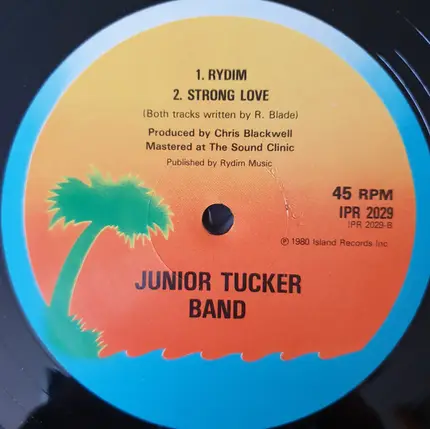 1. RYDIM
2. STRONG LOVE
(Both tracks written by R. Blade)
Produced by Chris Blackwell
Mastered at The Sound Clinic
Published by Rydim Music
45 RPM
IPR 2029
IPR 2029-B
℗ 1980 Island Records Inc
JUNIOR TUCKER
BAND